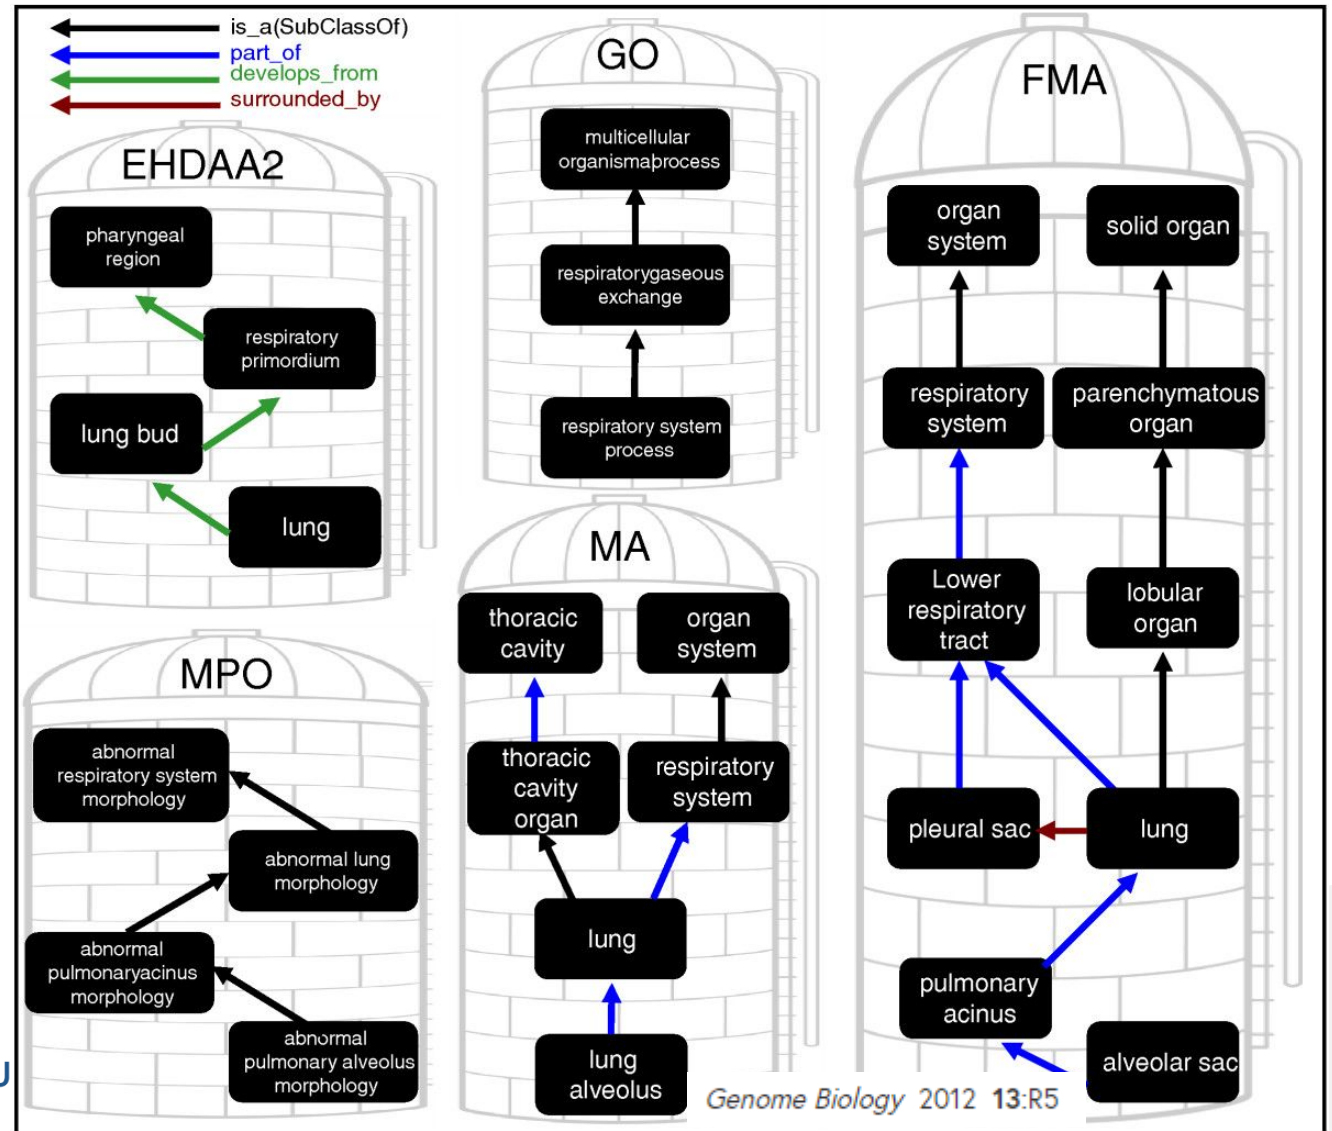 is_a(SubClassOf)
part_of
develops_from
surrounded_by
EHDAA2
pharyngeal
region
respiratory
primordium
lung bud
lung
GO
multicellular
organismaþrocess
respiratorygaseous
exchange
respiratory system
process
FMA
organ
system
solid organ
respiratory
system
parenchymatous
organ
Lower
respiratory
tract
lobular
organ
pleural sac
lung
pulmonary
acinus
alveolar sac
MPO
abnormal
respiratory system
morphology
abnormal lung
morphology
abnormal
pulmonaryacinus
morphology
abnormal
pulmonary alveolus
morphology
MA
thoracic
cavity
organ
system
thoracic
cavity
organ
respiratory
system
lung
lung
alveolus
Genome Biology 2012 13:R5